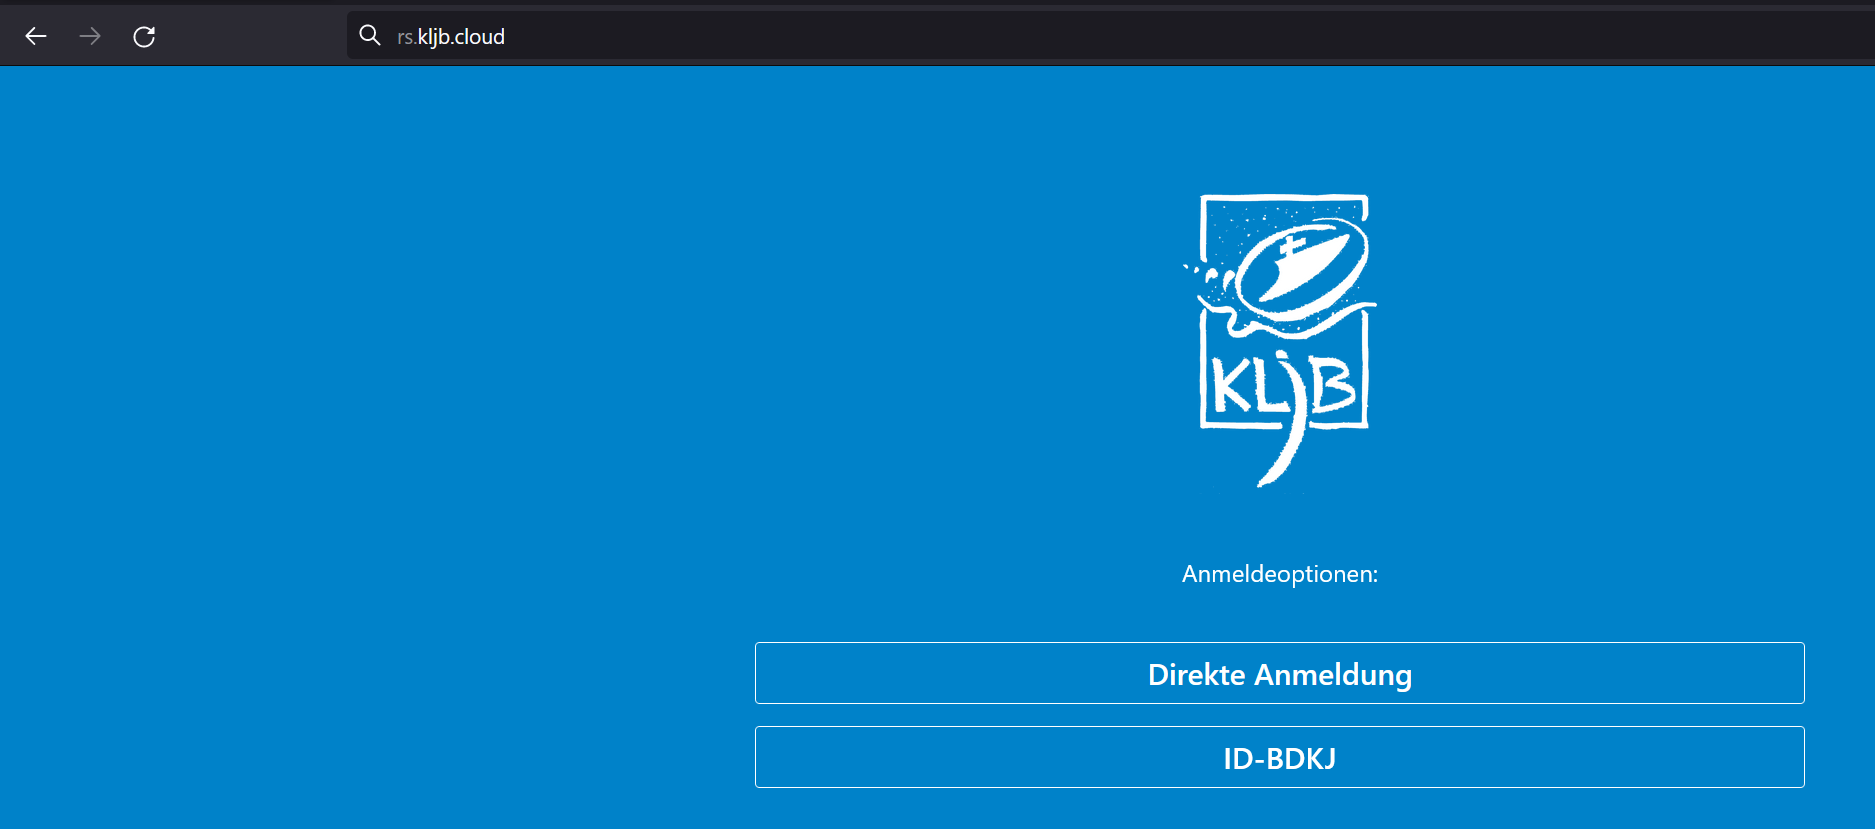 rs.kljb.cloud
KLjB
Anmeldeoptionen:
Direkte Anmeldung
ID-BDKJ